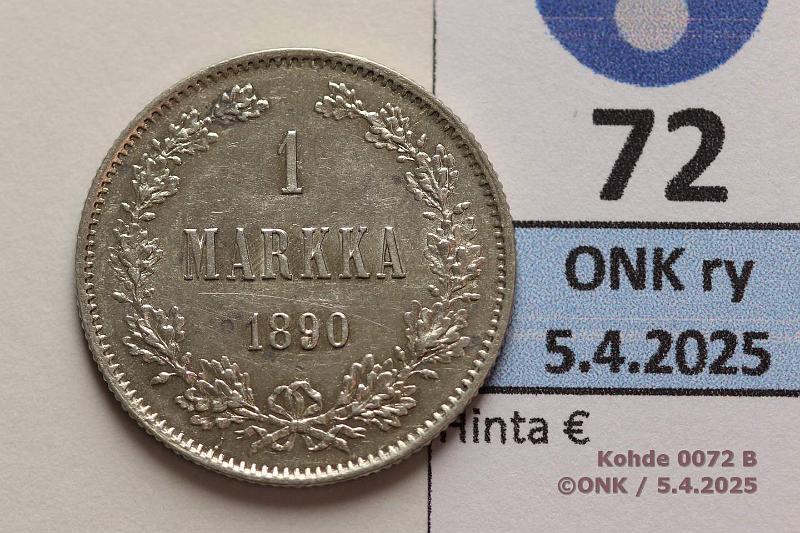 1
MARKKA
1890
72
ONK ry
5.4.2025
Hinta €
Kohde 0072 B
©ONK / 5.4.2025